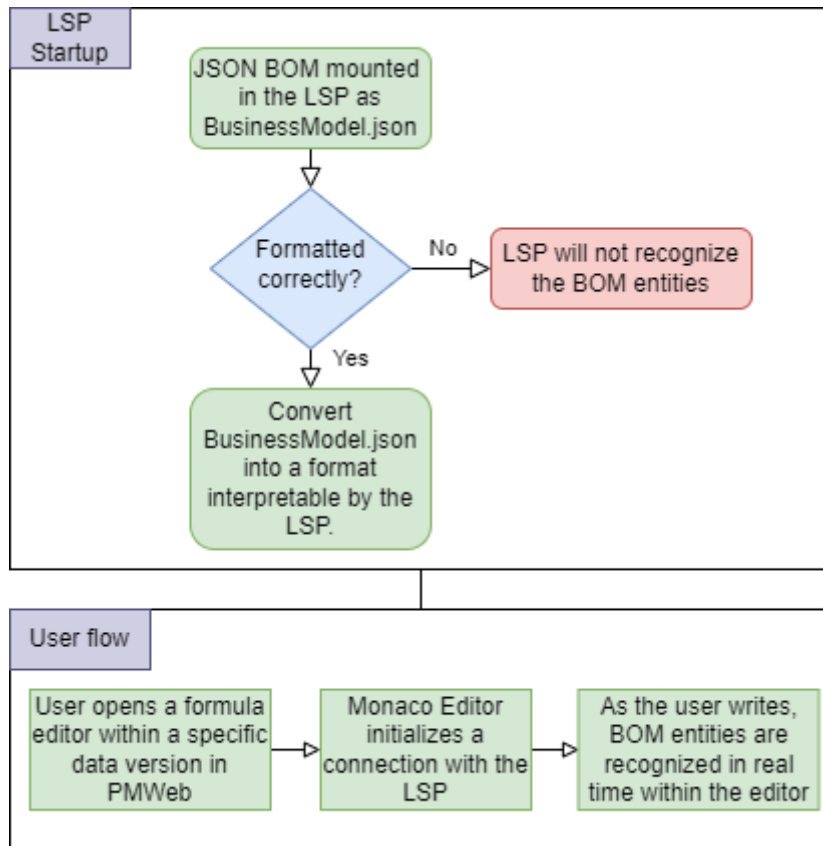 LSP
Startup
JSON BOM mounted
in the LSP as
BusinessModel.json
Formatted
correctly?
No
LSP will not recognize
the BOM entities
Yes
Convert
BusinessModel.json
into a format
interpretable by the
LSP.
User flow
User opens a formula
editor within a specific
data version in
PMWeb
Monaco Editor
initializes a
connection with the
LSP
As the user writes,
BOM entities are
recognized in real
time within the editor